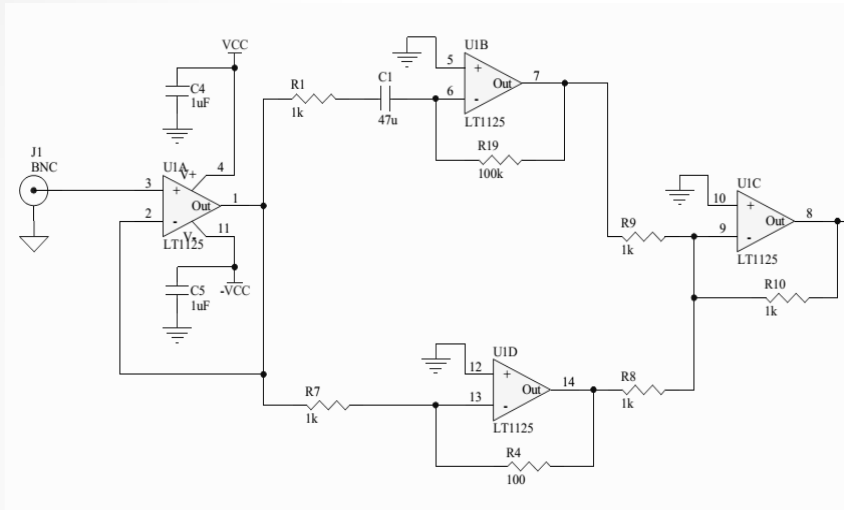 VCC
C4
1uF
J1
BNC
U1A
V+
4
3
+
Out
1
2
-
V-
11
LT1125
C5
1uF
-VCC
R1
1k
C1
47u
U1B
5
+
Out
7
6
-
LT1125
R19
100k
R7
1k
U1D
12
+
Out
14
13
-
LT1125
R4
100
R9
1k
R8
1k
U1C
10
+
Out
8
9
-
LT1125
R10
1k